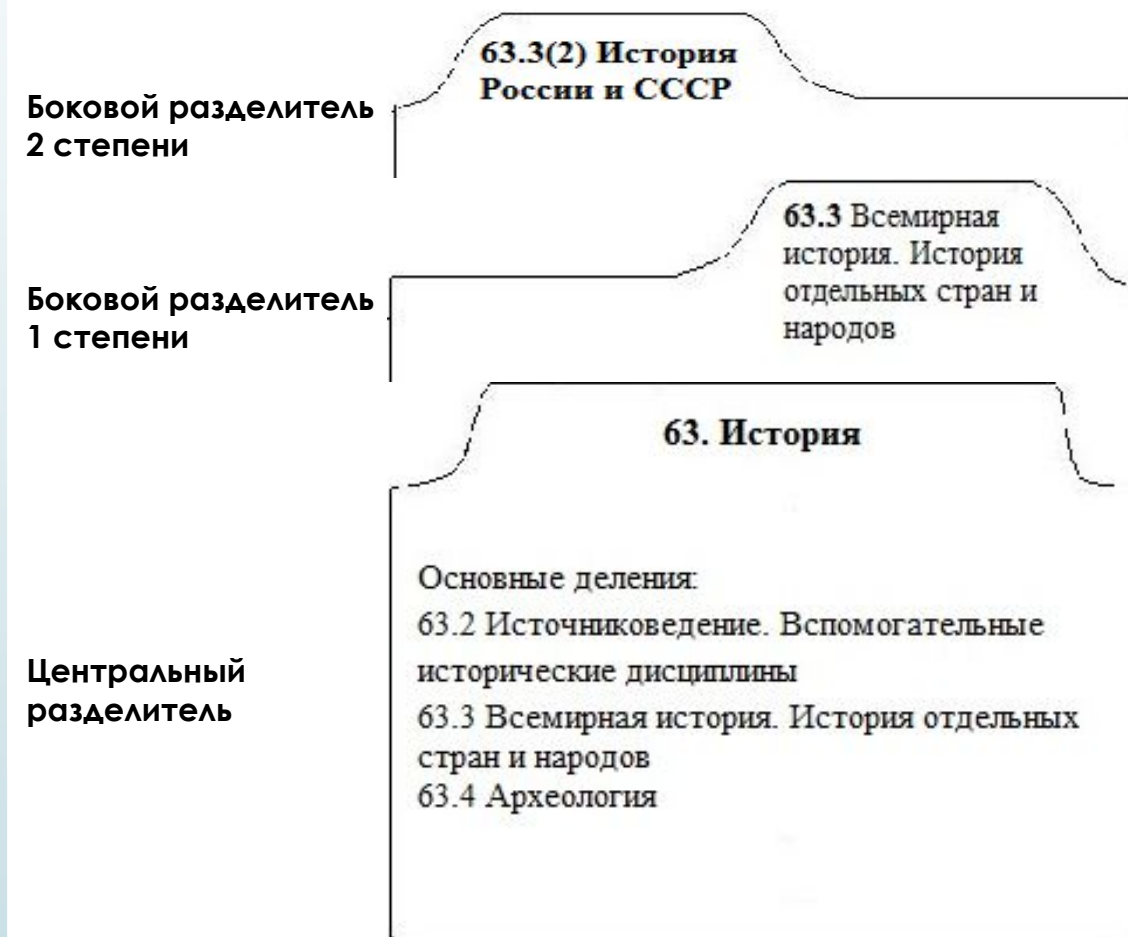 63.3(2) История
России и СССР
Боковой разделитель
2 степени
63.3 Всемирная
история. История
отдельных стран и
народов
Боковой разделитель
1 степени
63. История
Основные деления:
63.2 Источниковедение. Вспомогательные
исторические дисциплины
63.3 Всемирная история. История отдельных
стран и народов
63.4 Археология
Центральный
разделитель